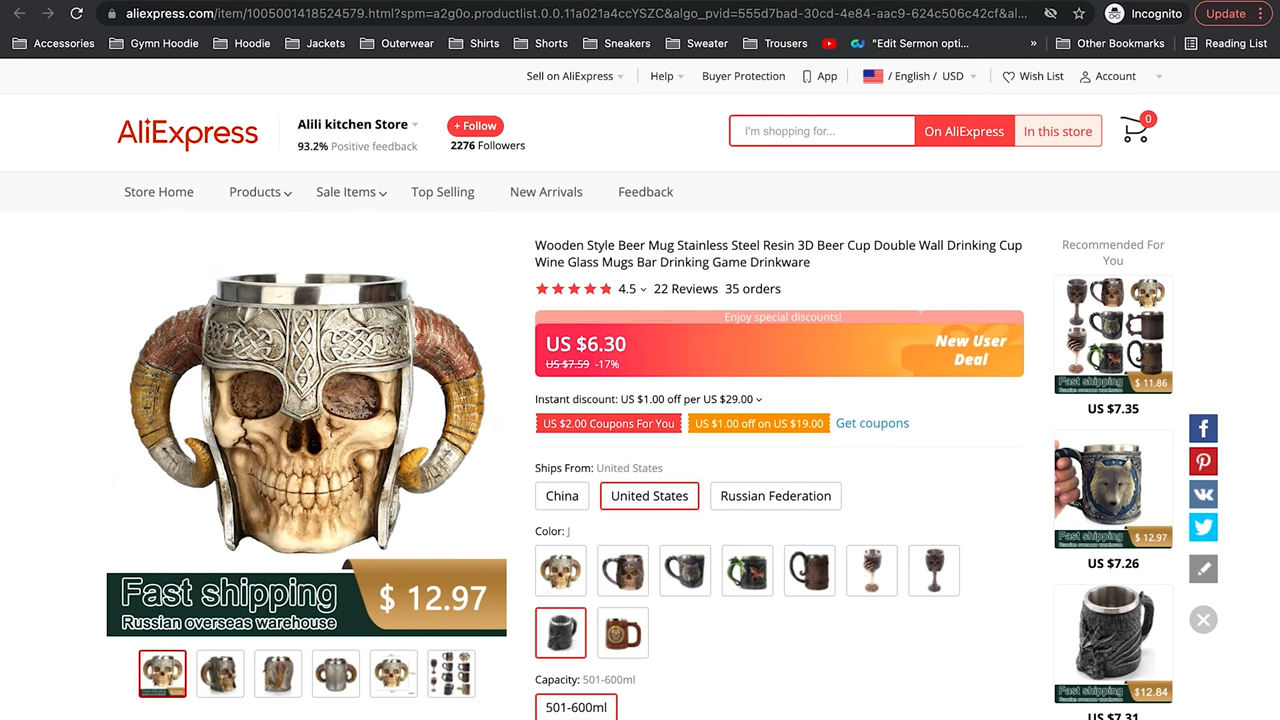 aliexpress.com/item/1005001418524579.html?spm=a2g0o.productlist.0.0.11a021a4ccYSZC&algo_pvid=555d7bad-30cd-4e84-aac9-624c506c42cf&al...
Incognito
Update
Accessories
Gymn Hoodie
Hoodie
Jackets
Outerwear
Shirts
Shorts
Sneakers
Sweater
Trousers
"Edit Sermon opti...
»
Other Bookmarks
Reading List
Sell on AliExpress
Help
Buyer Protection
App
/ English / USD
Wish List
Account
AliExpress
Alili kitchen Store
93.2% Positive feedback
+ Follow
2276 Followers
I'm shopping for...
On AliExpress
In this store
0
Store Home
Products
Sale Items
Top Selling
New Arrivals
Feedback
Wooden Style Beer Mug Stainless Steel Resin 3D Beer Cup Double Wall Drinking Cup
Wine Glass Mugs Bar Drinking Game Drinkware
4.5
22 Reviews
35 orders
Enjoy special discounts!
US $6.30
US $7.59 -17%
New User
Deal
Instant discount: US $1.00 off per US $29.00
US $2.00 Coupons For You
US $1.00 off on US $19.00
Get coupons
Ships From: United States
China
United States
Russian Federation
Color: J
Capacity: 501-600ml
501-600ml
Fast shipping
Russian overseas warehouse
$ 12.97
Recommended For
You
Fast shipping
$ 11.86
US $7.35
Fast shipping
$ 12.97
US $7.26
Fast shipping
$12.84
US $7.31